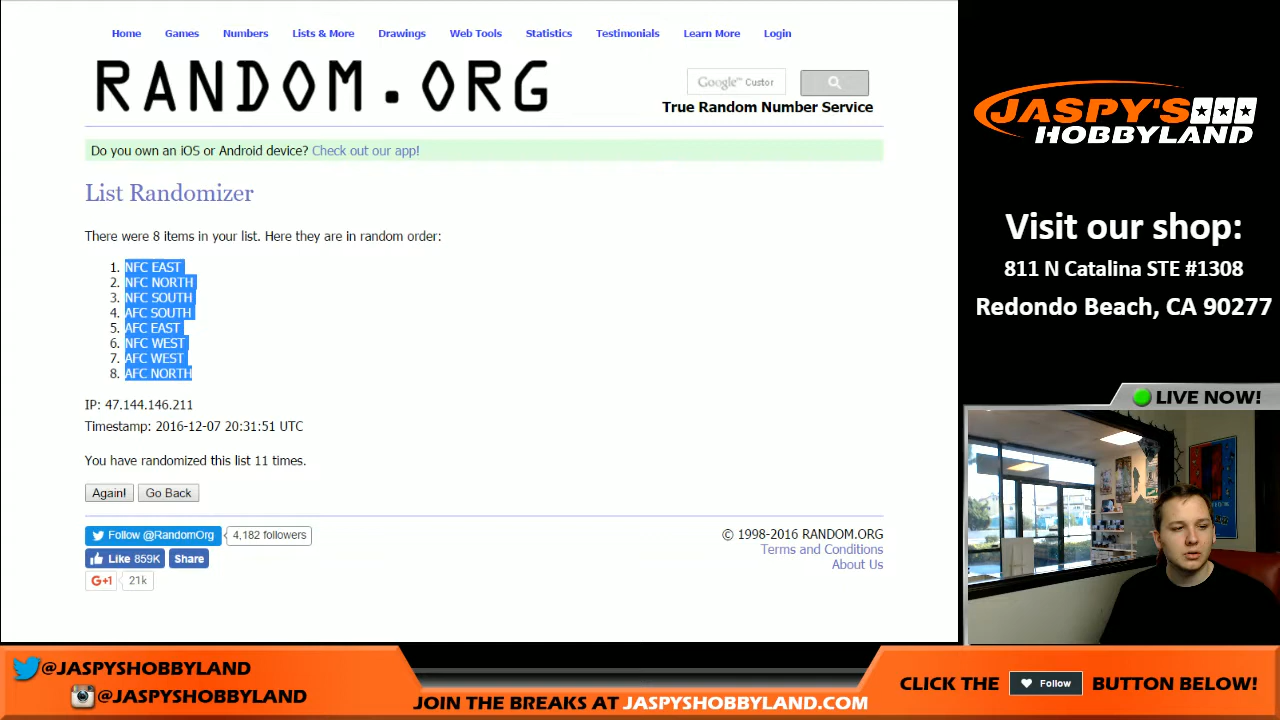 Home Games Numbers Lists & More Drawings Web Tools Statistics Testimonials Learn More Login
RANDOM.ORG
Google™ Custor
True Random Number Service
Do you own an iOS or Android device? Check out our app!
List Randomizer
There were 8 items in your list. Here they are in random order:
1. NFC EAST
2. NFC NORTH
3. NFC SOUTH
4. AFC SOUTH
5. AFC EAST
6. NFC WEST
7. AFC WEST
8. AFC NORTH
IP: 47.144.146.211
Timestamp: 2016-12-07 20:31:51 UTC
You have randomized this list 11 times.
Again! Go Back
Follow @RandomOrg 4,182 followers
Like 859K Share
G+1 21k
© 1998-2016 RANDOM.ORG
Terms and Conditions
About Us
JASPY'S
HOBBYLAND
Visit our shop:
811 N Catalina STE #1308
Redondo Beach, CA 90277
LIVE NOW!
@JASPYSHOBBYLAND
@JASPYSHOBBYLAND
JOIN THE BREAKS AT JASPYSHOBBYLAND.COM
CLICK THE Follow BUTTON BELOW!